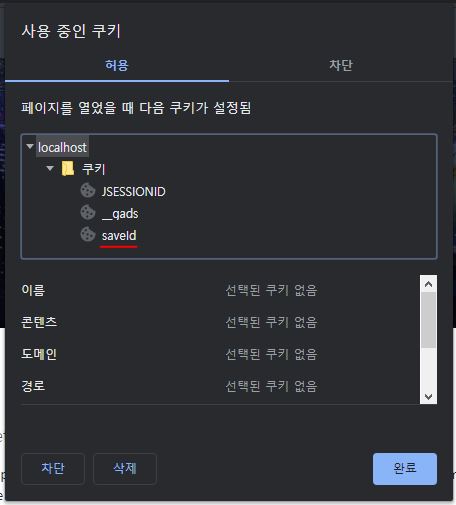 사용 중인 쿠키
허용 차단
페이지를 열었을 때 다음 쿠키가 설정됨
localhost
쿠키
JSESSIONID
__gads
saveId
이름 선택된 쿠키 없음
콘텐츠 선택된 쿠키 없음
도메인 선택된 쿠키 없음
경로 선택된 쿠키 없음
차단 삭제 완료